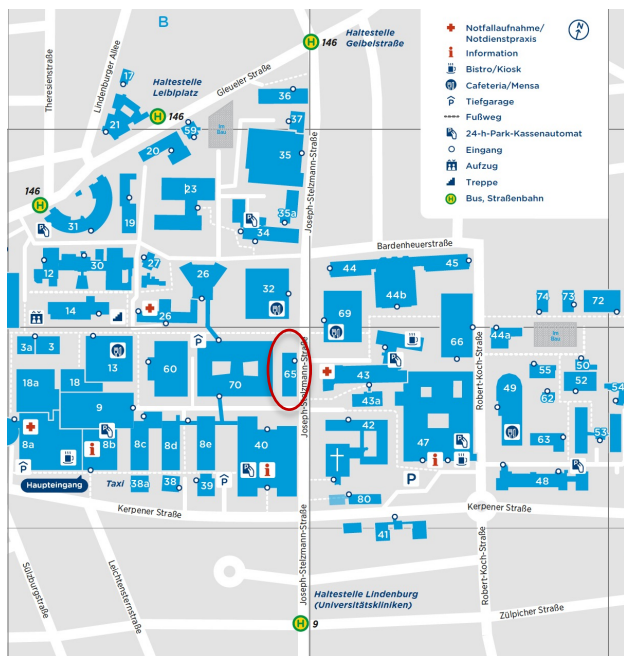 B
Haltestelle
Geibelstraße
146
Theresienstraße
Lindenburger Allee
Haltestelle
Leiblplatz
146
Gleueler Straße
Im
Bau
146
Joseph-Stelzmann-Straße
Notfallaufnahme/
Notdienstpraxis
Information
Bistro/Kiosk
Cafeteria/Mensa
Tiefgarage
Fußweg
24-h-Park-Kassenautomat
Eingang
Aufzug
Treppe
Bus, Straßenbahn
N
H
H
H
17
21
59
20
36
37
35
23
35a
34
31
19
Bardenheuerstraße
12
30
27
26
32
44
45
44b
14
26
69
66
74
73
72
44a
Im
Bau
3a
3
13
60
70
65
43
43a
55
50
52
62
54
49
18a
18
9
8a
8b
8c
8d
8e
40
42
47
63
53
48
Joseph-Stelzmann-Straße
Robert-Koch-Straße
Haupteingang
Taxi
38a
38
39
P
80
41
Kerpener Straße
Kerpener Straße
Sülzburgstraße
Leichtensternstraße
Joseph-Stelzmann-Straße
Robert-Koch-Straße
Haltestelle Lindenburg
(Universitätskliniken)
H
9
Zülpicher Straße